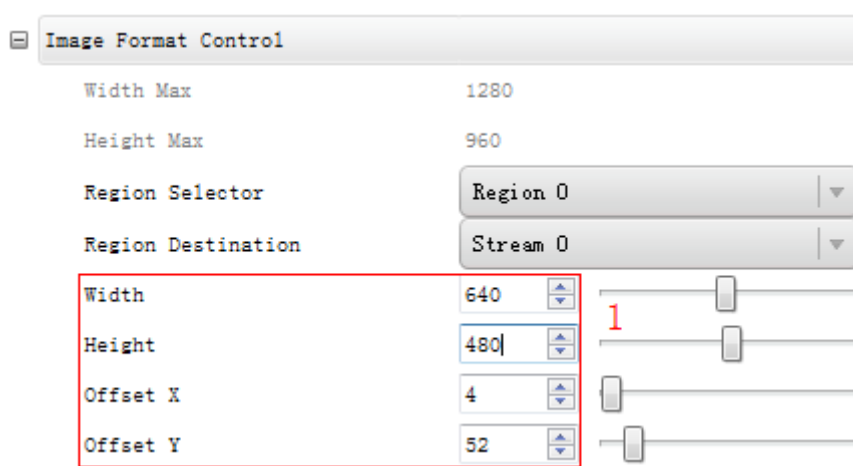 Image Format Control
Width Max 1280
Height Max 960
Region Selector Region 0
Region Destination Stream 0
Width 640
1
Height 480
Offset X 4
Offset Y 52